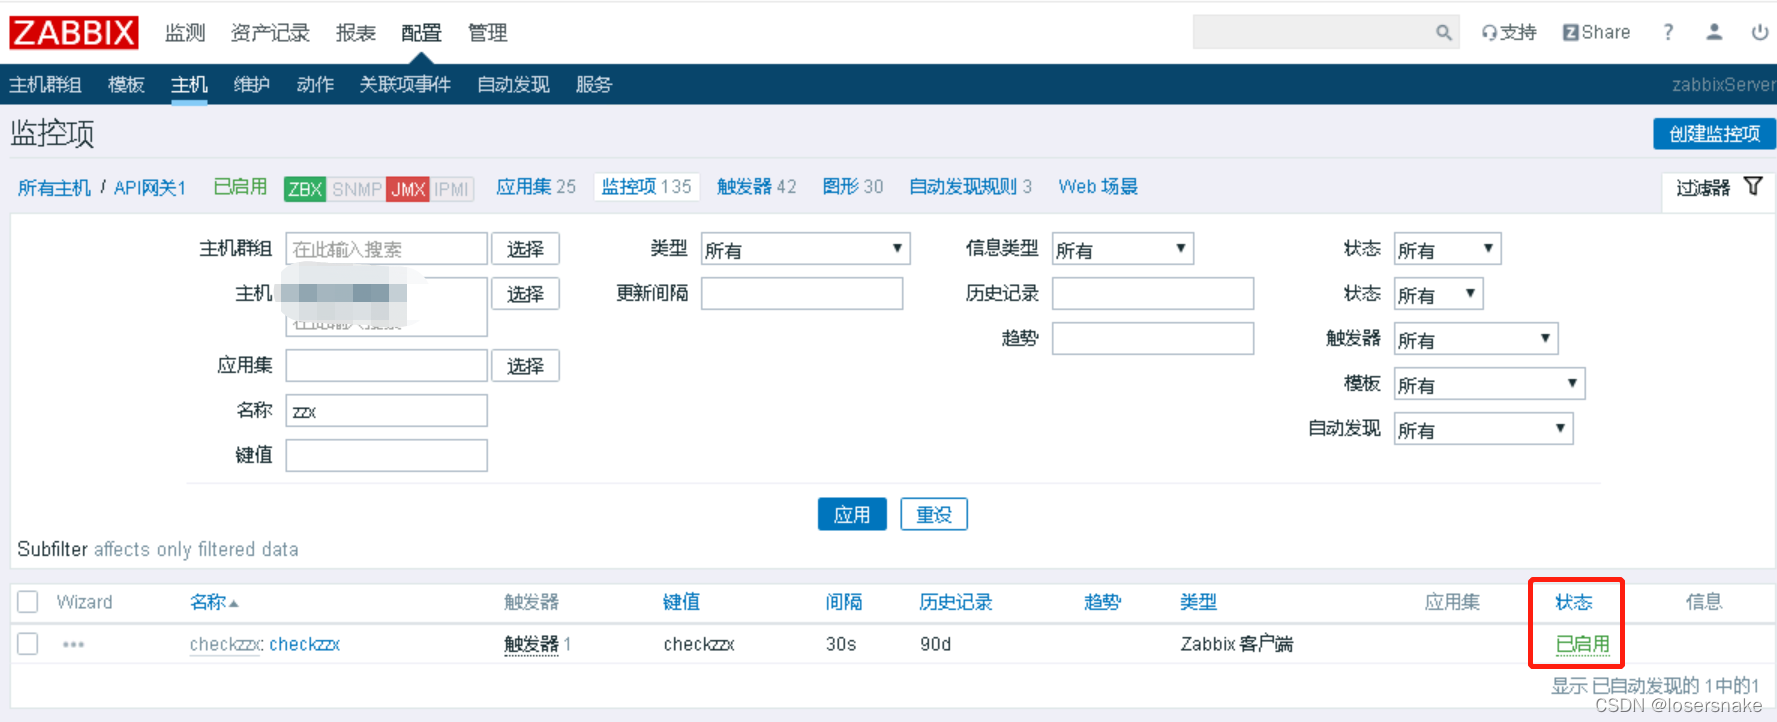 ZABBIX 监测 资产记录 报表 配置 管理 支持 Share ?
主机群组 模板 主机 维护 动作 关联项事件 自动发现 服务 zabbixServer
监控项 创建监控项
所有主机 / API网关1 已启用 ZBX SNMP JMX IPMI 应用集 25 监控项 135 触发器 42 图形 30 自动发现规则 3 Web 场景 过滤器
主机群组 在此输入搜索 选择 类型 所有 信息类型 所有 状态 所有
主机 选择 更新间隔 历史记录 状态 所有
在此输入搜索 趋势 触发器 所有
应用集 选择 模板 所有
名称 zzx 自动发现 所有
键值
应用 重设
Subfilter affects only filtered data
Wizard 名称 触发器 键值 间隔 历史记录 趋势 类型 应用集 状态 信息
checkzzx: checkzzx 触发器 1 checkzzx 30s 90d Zabbix 客户端 已启用
显示 已自动发现的 1中的1
CSDN @losersnake